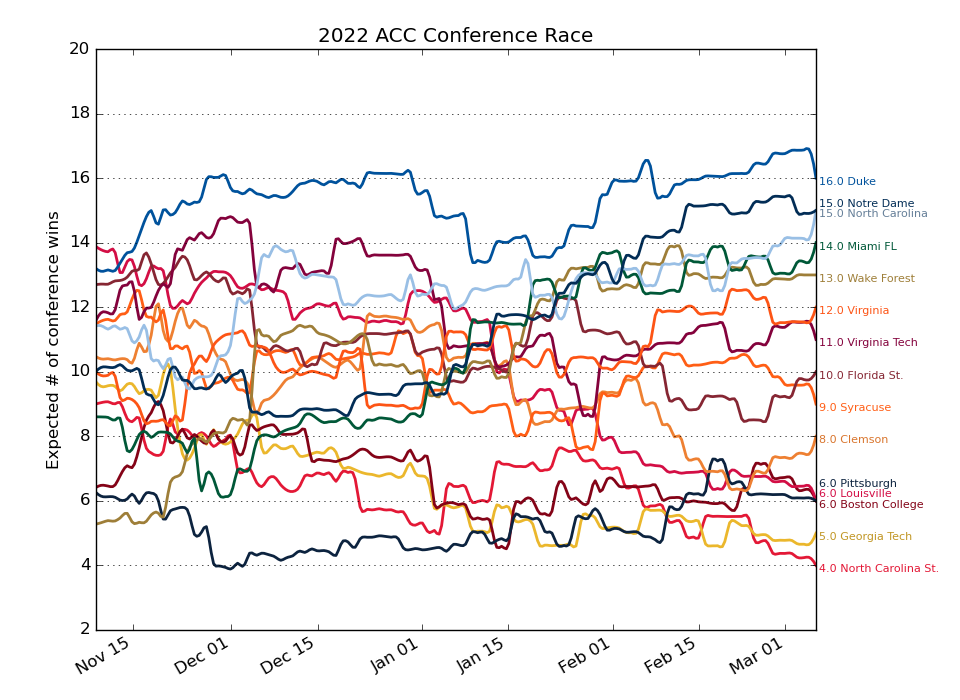 2022 ACC Conference Race
Expected # of conference wins
20
18
16
14
12
10
8
6
4
2
Nov 15
Dec 01
Dec 15
Jan 01
Jan 15
Feb 01
Feb 15
Mar 01
16.0 Duke
15.0 Notre Dame
15.0 North Carolina
14.0 Miami FL
13.0 Wake Forest
12.0 Virginia
11.0 Virginia Tech
10.0 Florida St.
9.0 Syracuse
8.0 Clemson
6.0 Pittsburgh
6.0 Louisville
6.0 Boston College
5.0 Georgia Tech
4.0 North Carolina St.